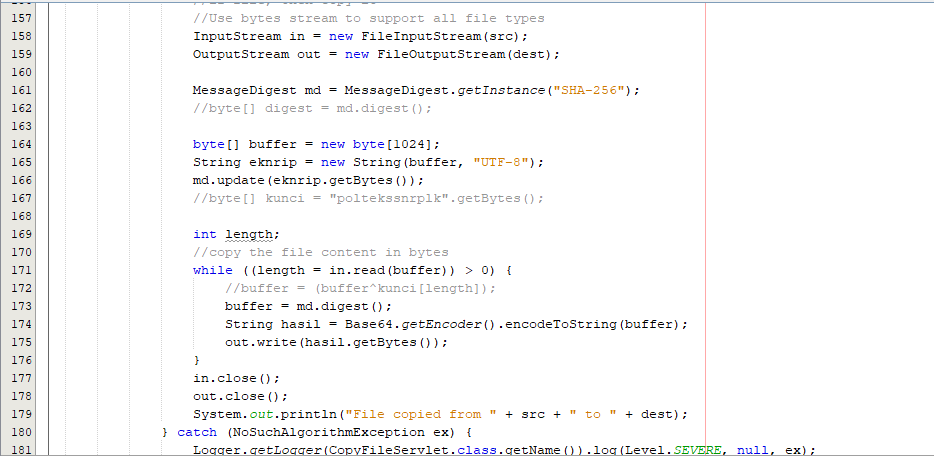 157 //Use bytes stream to support all file types
158 InputStream in = new FileInputStream(src);
159 OutputStream out = new FileOutputStream(dest);
160
161 MessageDigest md = MessageDigest.getInstance("SHA-256");
162 //byte[] digest = md.digest();
163
164 byte[] buffer = new byte[1024];
165 String eknrip = new String(buffer, "UTF-8");
166 md.update(eknrip.getBytes());
167 //byte[] kunci = "poltekssnrplk".getBytes();
168
169 int length;
170 //copy the file content in bytes
171 while ((length = in.read(buffer)) > 0) {
172 //buffer = (buffer^kunci[length]);
173 buffer = md.digest();
174 String hasil = Base64.getEncoder().encodeToString(buffer);
175 out.write(hasil.getBytes());
176 }
177 in.close();
178 out.close();
179 System.out.println("File copied from " + src + " to " + dest);
180 } catch (NoSuchAlgorithmException ex) {
181 Logger.getLogger(CopyFileServlet.class.getName()).log(Level.SEVERE, null, ex);